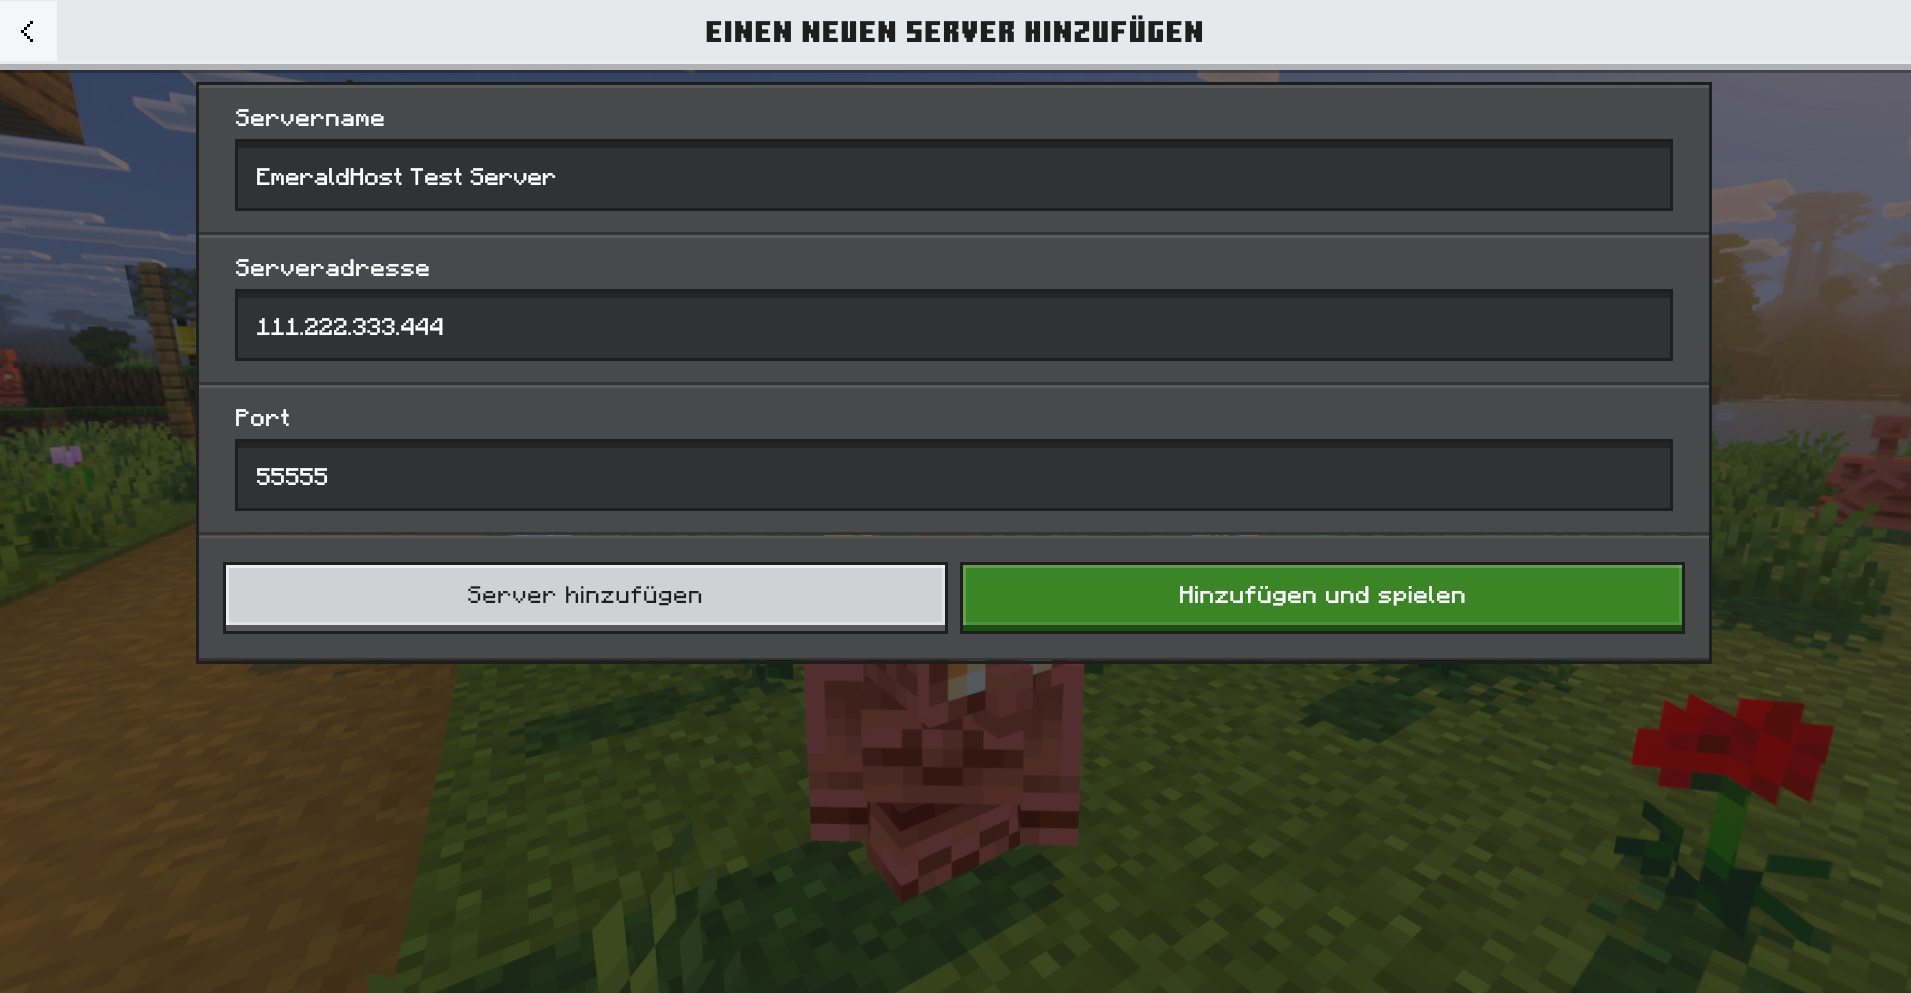 EINEN NEUEN SERVER HINZUFÜGEN
Servername
EmeraldHost Test Server
Serveradresse
111.222.333.444
Port
55555
Server hinzufügen
Hinzufügen und spielen